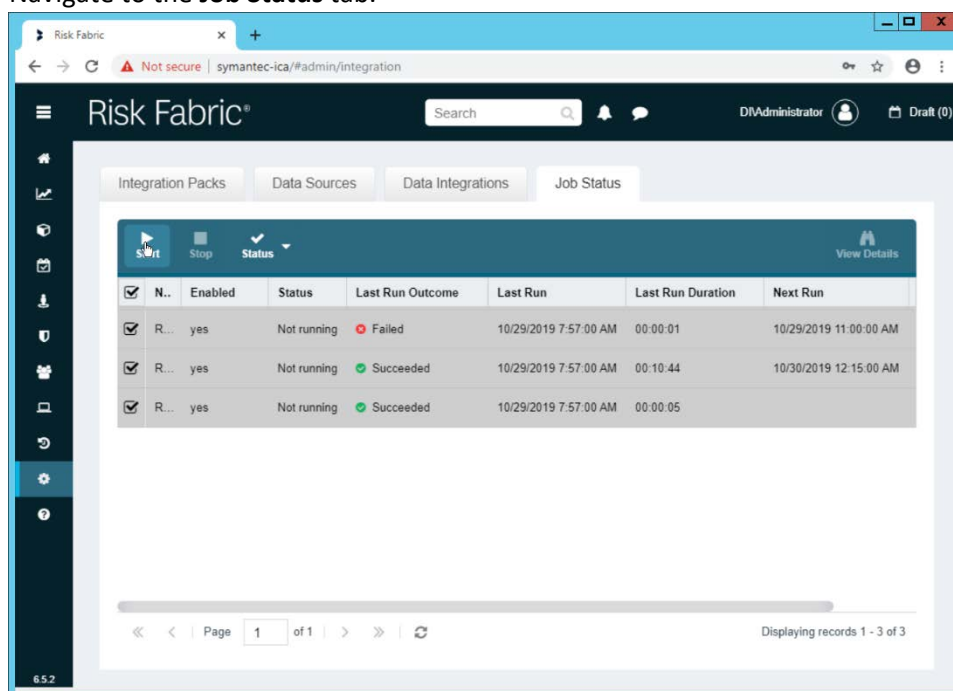 Navigate to the Job Status tab.
Risk Fabric
Not secure | symantec-ica/#admin/integration
Risk Fabric®
Search
DI\Administrator
Draft (0)
Integration Packs Data Sources Data Integrations Job Status
Start Stop Status View Details
N.. Enabled Status Last Run Outcome Last Run Last Run Duration Next Run
R... yes Not running Failed 10/29/2019 7:57:00 AM 00:00:01 10/29/2019 11:00:00 AM
R... yes Not running Succeeded 10/29/2019 7:57:00 AM 00:10:44 10/30/2019 12:15:00 AM
R... yes Not running Succeeded 10/29/2019 7:57:00 AM 00:00:05
Page 1 of 1 Displaying records 1 - 3 of 3
6.5.2